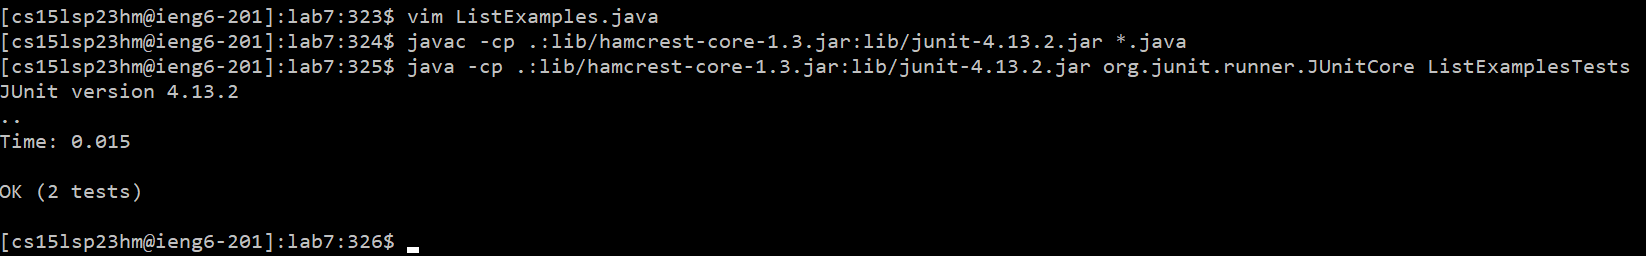 [cs15lsp23hm@ieng6-201]:lab7:323$ vim ListExamples.java
[cs15lsp23hm@ieng6-201]:lab7:324$ javac -cp .:lib/hamcrest-core-1.3.jar:lib/junit-4.13.2.jar *.java
[cs15lsp23hm@ieng6-201]:lab7:325$ java -cp .:lib/hamcrest-core-1.3.jar:lib/junit-4.13.2.jar org.junit.runner.JUnitCore ListExamplesTests
JUnit version 4.13.2
..
Time: 0.015
OK (2 tests)
[cs15lsp23hm@ieng6-201]:lab7:326$